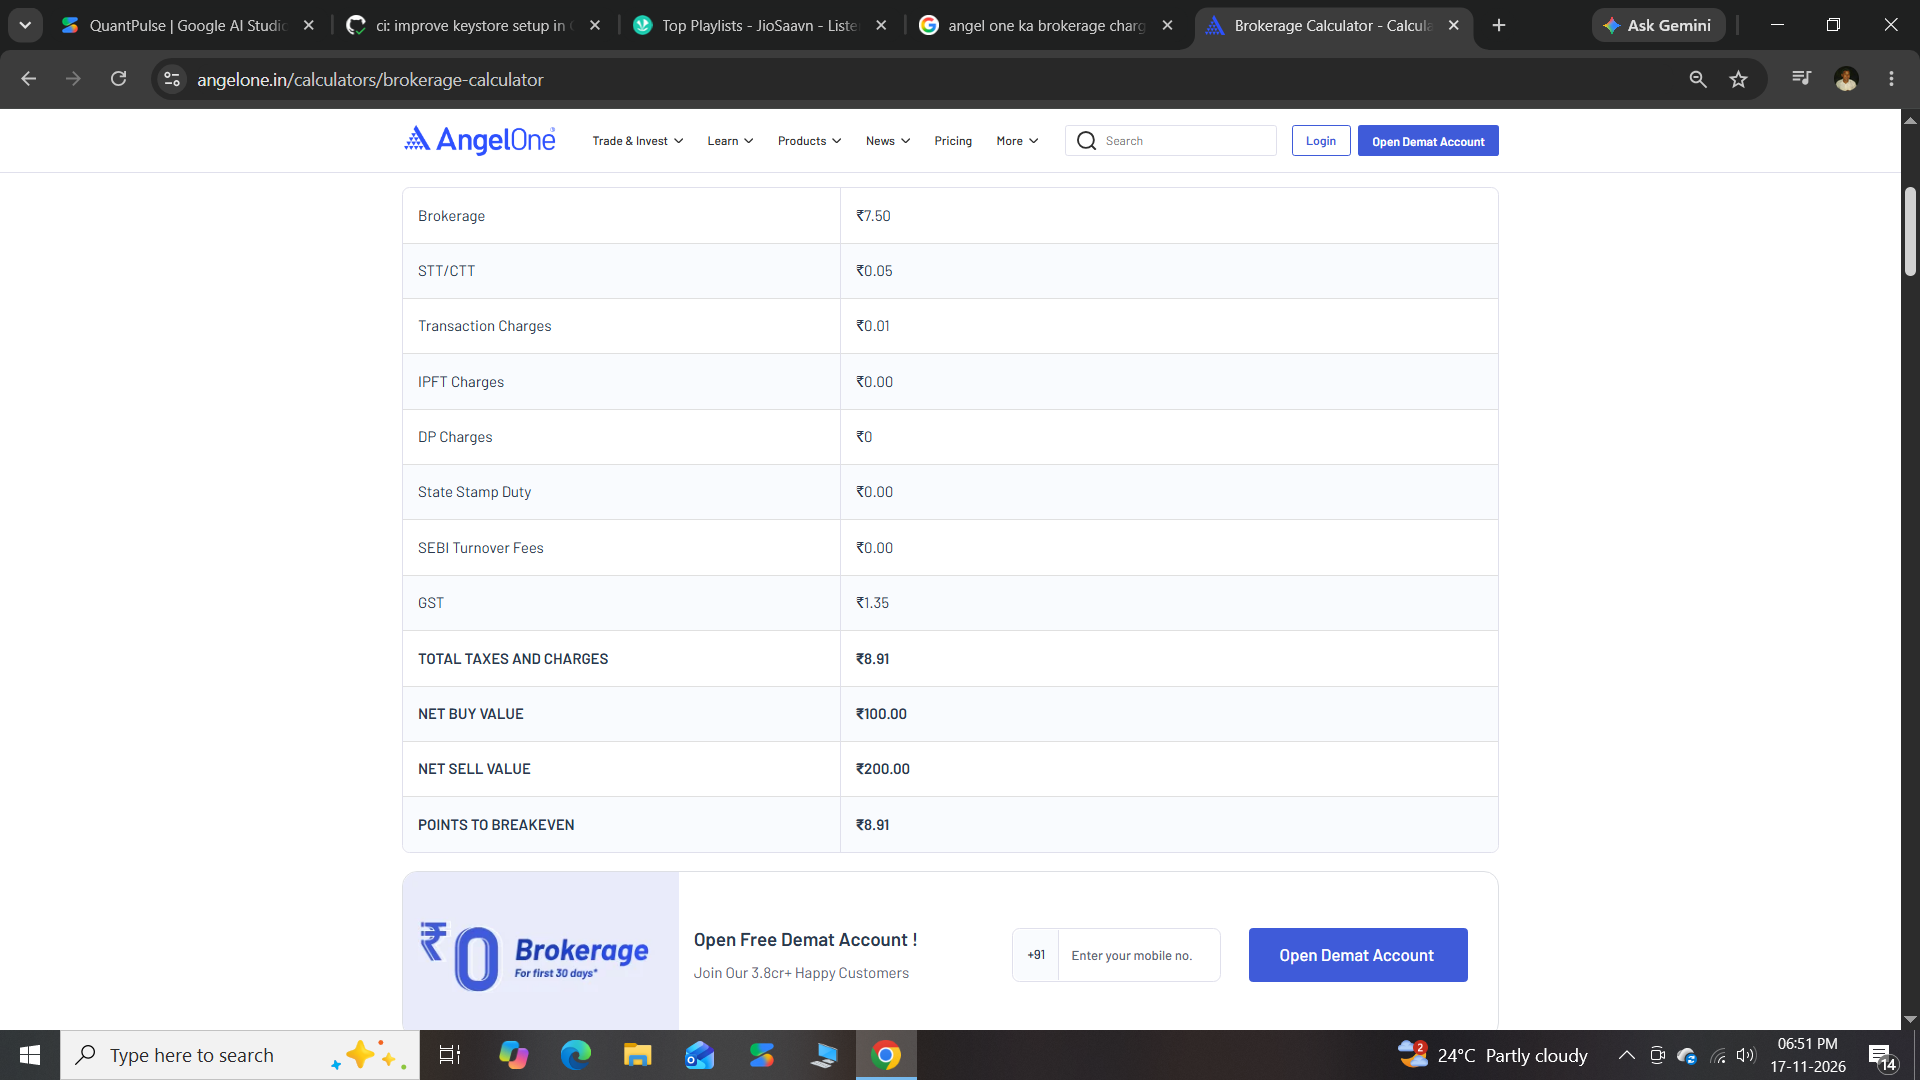 QuantPulse | Google AI Studio
ci: improve keystore setup in
Top Playlists - JioSaavn - Liste
angel one ka brokerage charg
Brokerage Calculator - Calcula
Ask Gemini
angelone.in/calculators/brokerage-calculator
AngelOne
Trade & Invest
Learn
Products
News
Pricing
More
Search
Login
Open Demat Account
Brokerage ₹7.50
STT/CTT ₹0.05
Transaction Charges ₹0.01
IPFT Charges ₹0.00
DP Charges ₹0
State Stamp Duty ₹0.00
SEBI Turnover Fees ₹0.00
GST ₹1.35
TOTAL TAXES AND CHARGES ₹8.91
NET BUY VALUE ₹100.00
NET SELL VALUE ₹200.00
POINTS TO BREAKEVEN ₹8.91
₹0 Brokerage
For first 30 days*
Open Free Demat Account !
Join Our 3.8cr+ Happy Customers
+91
Enter your mobile no.
Open Demat Account
Type here to search
2
24°C Partly cloudy
06:51 PM
17-11-2026
14